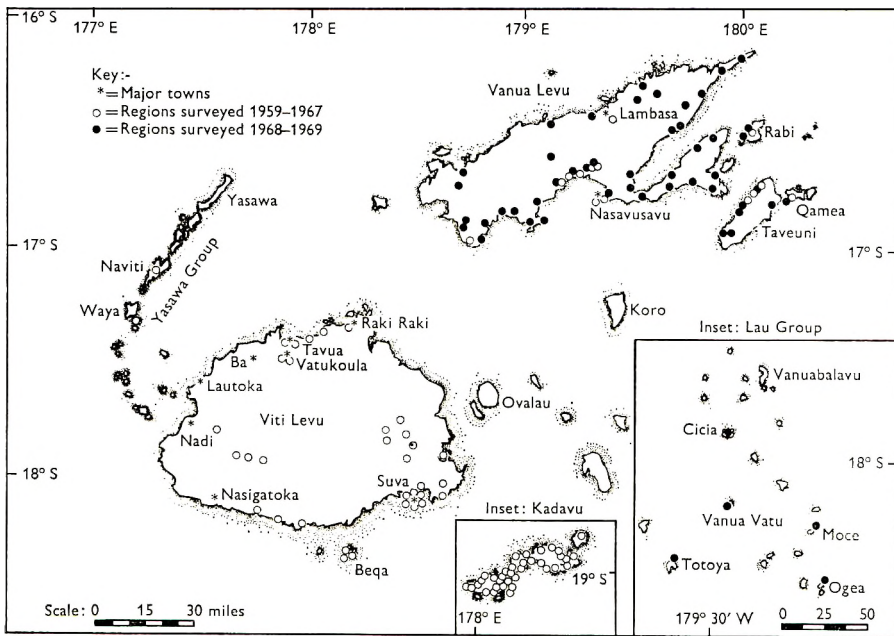 16° S
177° E
178° E
179° E
180° E
Key:-
*=Major towns
○=Regions surveyed 1959–1967
●=Regions surveyed 1968–1969
Vanua Levu
Lambasa
Rabi
Yasawa
Nasavusavu
Qamea
Taveuni
17° S
17° S
Naviti
Yasawa Group
Waya
Koro
Raki Raki
Tavua
Ba
Vatukoula
Lautoka
Ovalau
Viti Levu
Nadi
18° S
Suva
Nasigatoka
Beqa
Scale:
0 15 30 miles
Inset: Kadavu
19° S
178° E
Inset: Lau Group
Vanuabalavu
Cicia
18° S
Vanua Vatu
Moce
Totoya
Ogea
179° 30' W
0 25 50